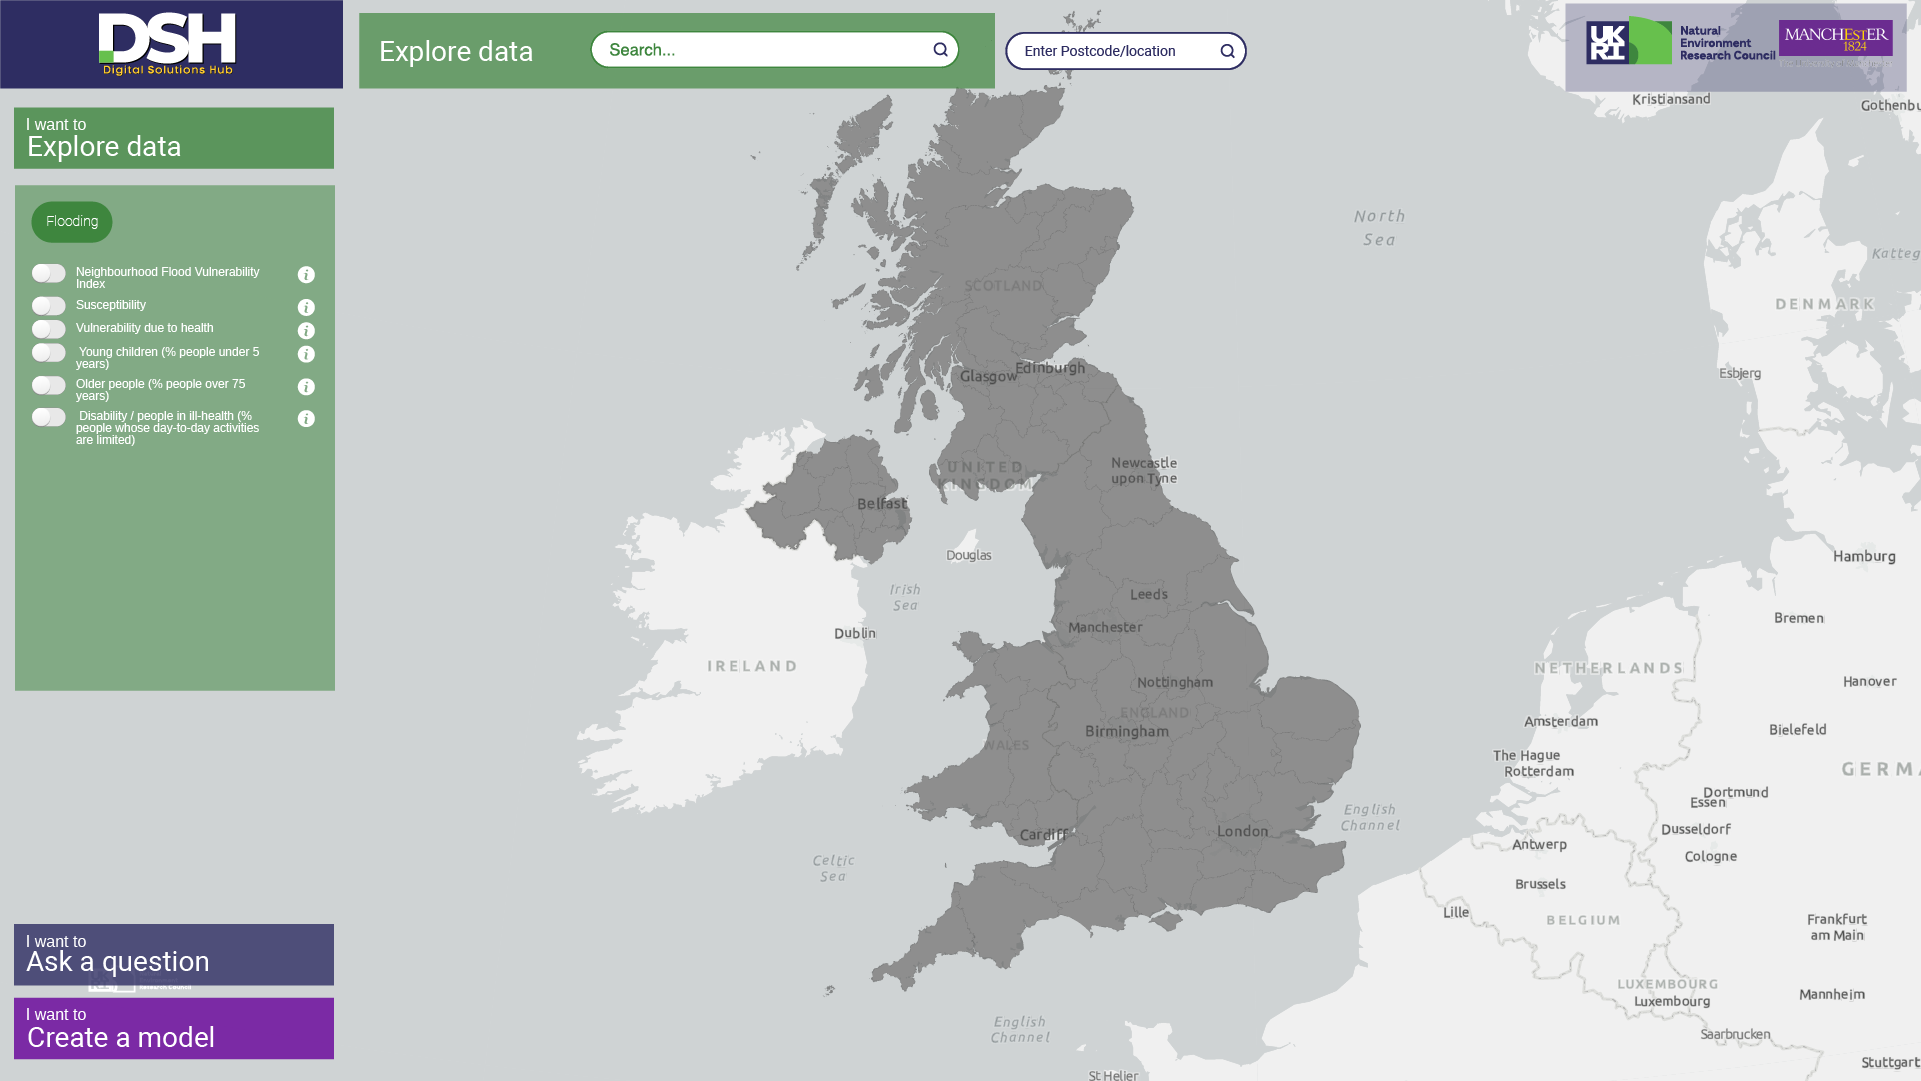 DSH
Digital Solutions Hub
Explore data
Search...
Enter Postcode/location
UK
RI
Natural
Environment
Research Council
MANCHESTER
1824
I want to
Explore data
Flooding
Neighbourhood Flood Vulnerability
Index
Susceptibility
Vulnerability due to health
Young children (% people under 5
years)
Older people (% people over 75
years)
Disability / people in ill-health (%
people whose day-to-day activities
are limited)
I want to
Ask a question
Research Council
I want to
Create a model
Kristiansand
Gothenbu
North
Sea
Katteg
SCOTLAND
DENMARK
Glasgow
Edinburgh
Esbjerg
UNITED
KINGDOM
Newcastle
upon Tyne
Belfast
Douglas
Hamburg
Irish
Sea
Leeds
Bremen
Manchester
Dublin
IRELAND
NETHERLANDS
Nottingham
Hanover
ENGLAND
Birmingham
Amsterdam
Bielefeld
WALES
The Hague
Rotterdam
GERMA
Dortmund
Essen
English
Channel
Cardiff
London
Dusseldorf
Antwerp
Cologne
Celtic
Sea
Brussels
Lille
BELGIUM
Frankfurt
am Main
LUXEMBOURG
Luxembourg
Mannheim
English
Channel
Saarbrucken
Stuttgart
St Helier